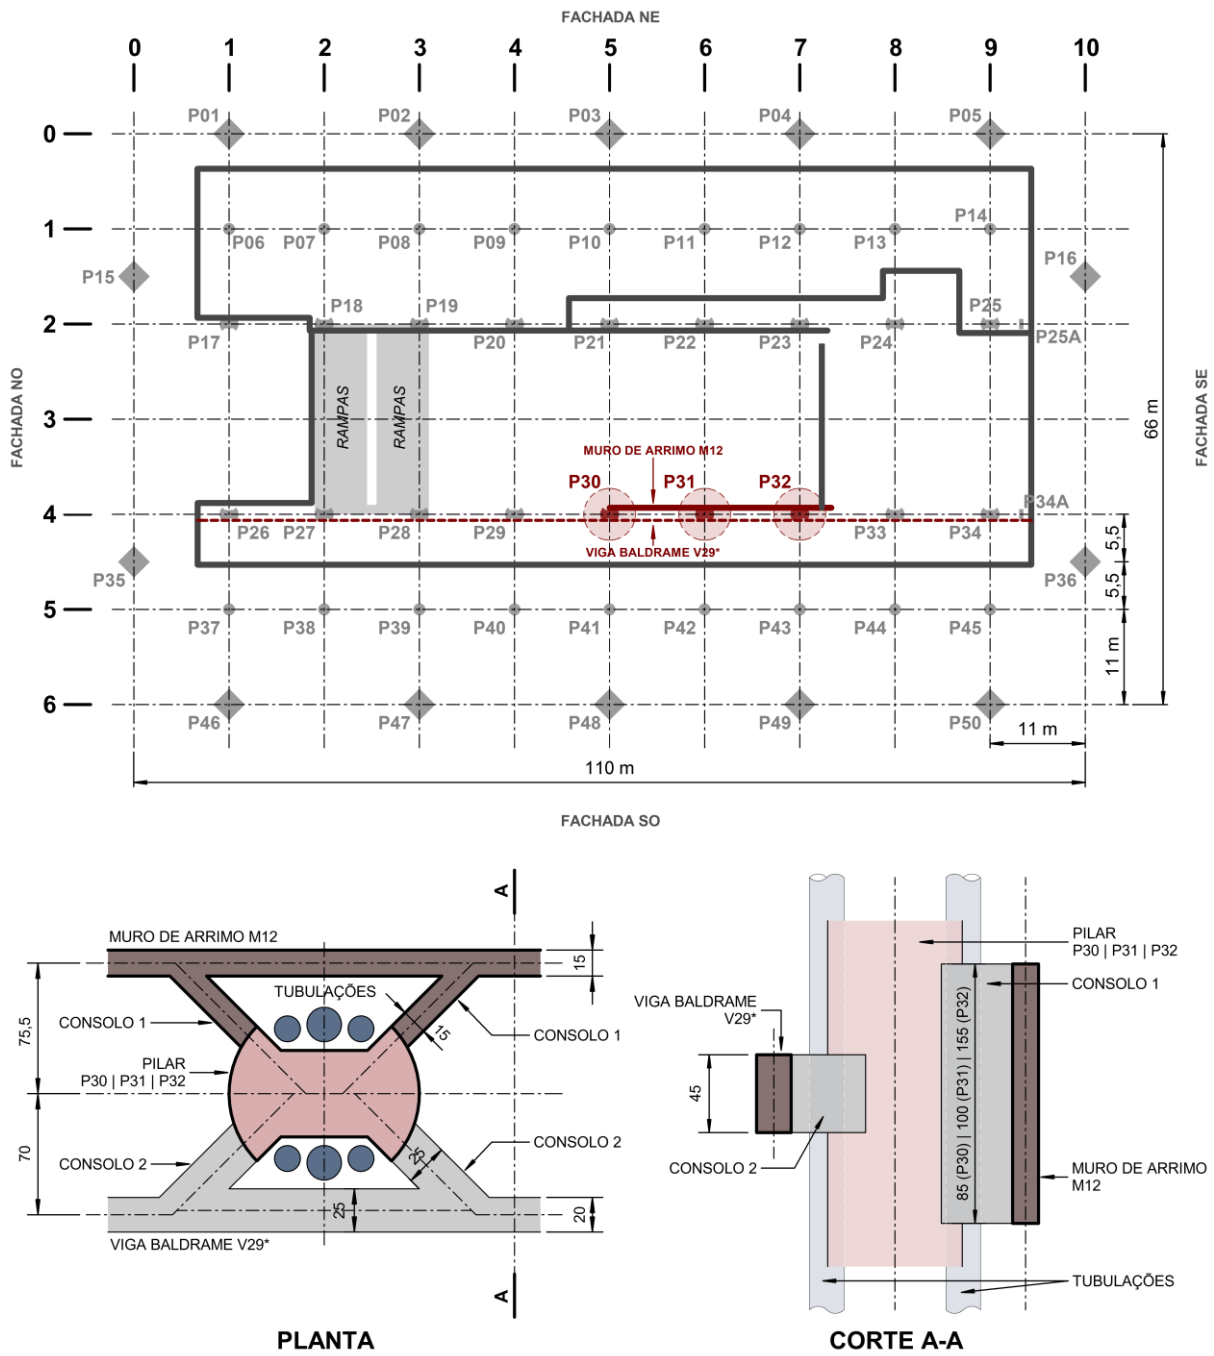 FACHADA NE
0 1 2 3 4 5 6 7 8 9 10
P01 P02 P03 P04 P05
0
P14
1
P06 P07 P08 P09 P10 P11 P12 P13
P15 P16
P18 P19 P25
2
P17 P20 P21 P22 P23 P24 P25A
FACHADA NO
RAMPAS
RAMPAS
3
66 m
FACHADA SE
MURO DE ARRIMO M12
P30 P31 P32
P34A
4
P26 P27 P28 P29 P33 P34
VIGA BALDRAME V29*
5,5
P35 P36
5,5
5
P37 P38 P39 P40 P41 P42 P43 P44 P45
11 m
6
P46 P47 P48 P49 P50
11 m
110 m
FACHADA SO
A
MURO DE ARRIMO M12
15
TUBULAÇÕES
CONSOLO 1
15
CONSOLO 1
75,5
PILAR
P30 | P31 | P32
70
CONSOLO 2
CONSOLO 2
25
25
20
VIGA BALDRAME V29*
A
PLANTA
PILAR
P30 | P31 | P32
CONSOLO 1
VIGA BALDRAME
V29*
45
85 (P30) | 100 (P31) | 155 (P32)
CONSOLO 2
MURO DE ARRIMO
M12
TUBULAÇÕES
CORTE A-A